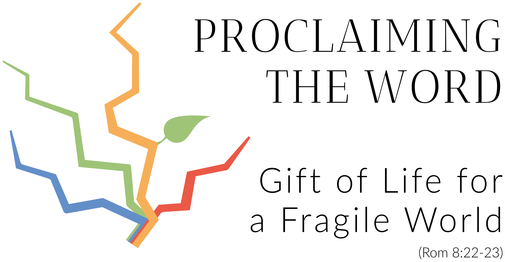 PROCLAIMING
THE WORD
Gift of Life for
a Fragile World
(Rom 8:22-23)